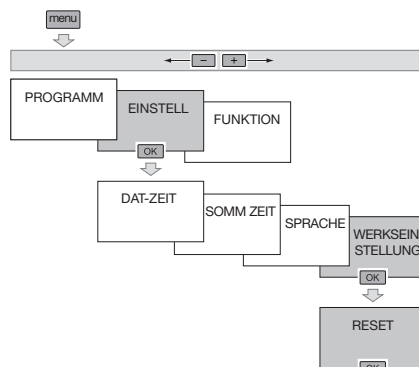 menu
− +
PROGRAMM
EINSTELL
FUNKTION
OK
DAT-ZEIT
SOMM ZEIT
SPRACHE
WERKSEIN
STELLUNG
OK
RESET
OK